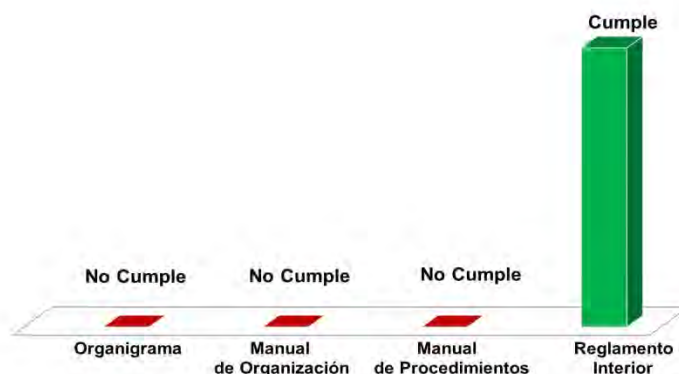 Cumple
No Cumple
No Cumple
No Cumple
Organigrama
Manual
de Organización
Manual
de Procedimientos
Reglamento
Interior